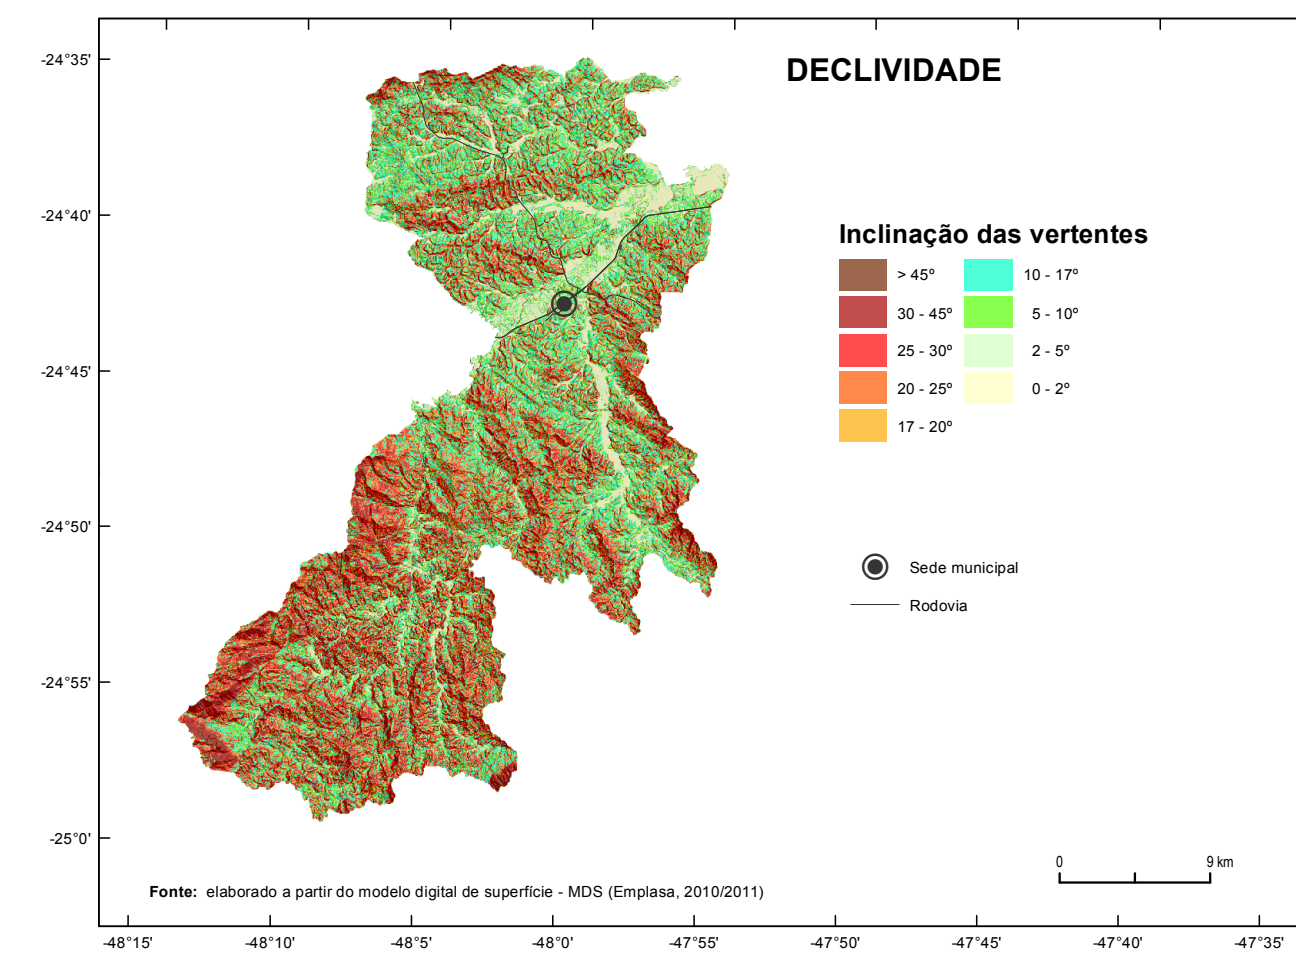 DECLIVIDADE
-24°35'
-24°40'
-24°45'
-24°50'
-24°55'
-25°0'
Inclinação das vertentes
> 45º
10 - 17º
30 - 45º
5 - 10º
25 - 30º
2 - 5º
20 - 25º
0 - 2º
17 - 20º
Sede municipal
Rodovia
0 9 km
Fonte: elaborado a partir do modelo digital de superfície - MDS (Emplasa, 2010/2011)
-48°15' -48°10' -48°5' -48°0' -47°55' -47°50' -47°45' -47°40' -47°35'